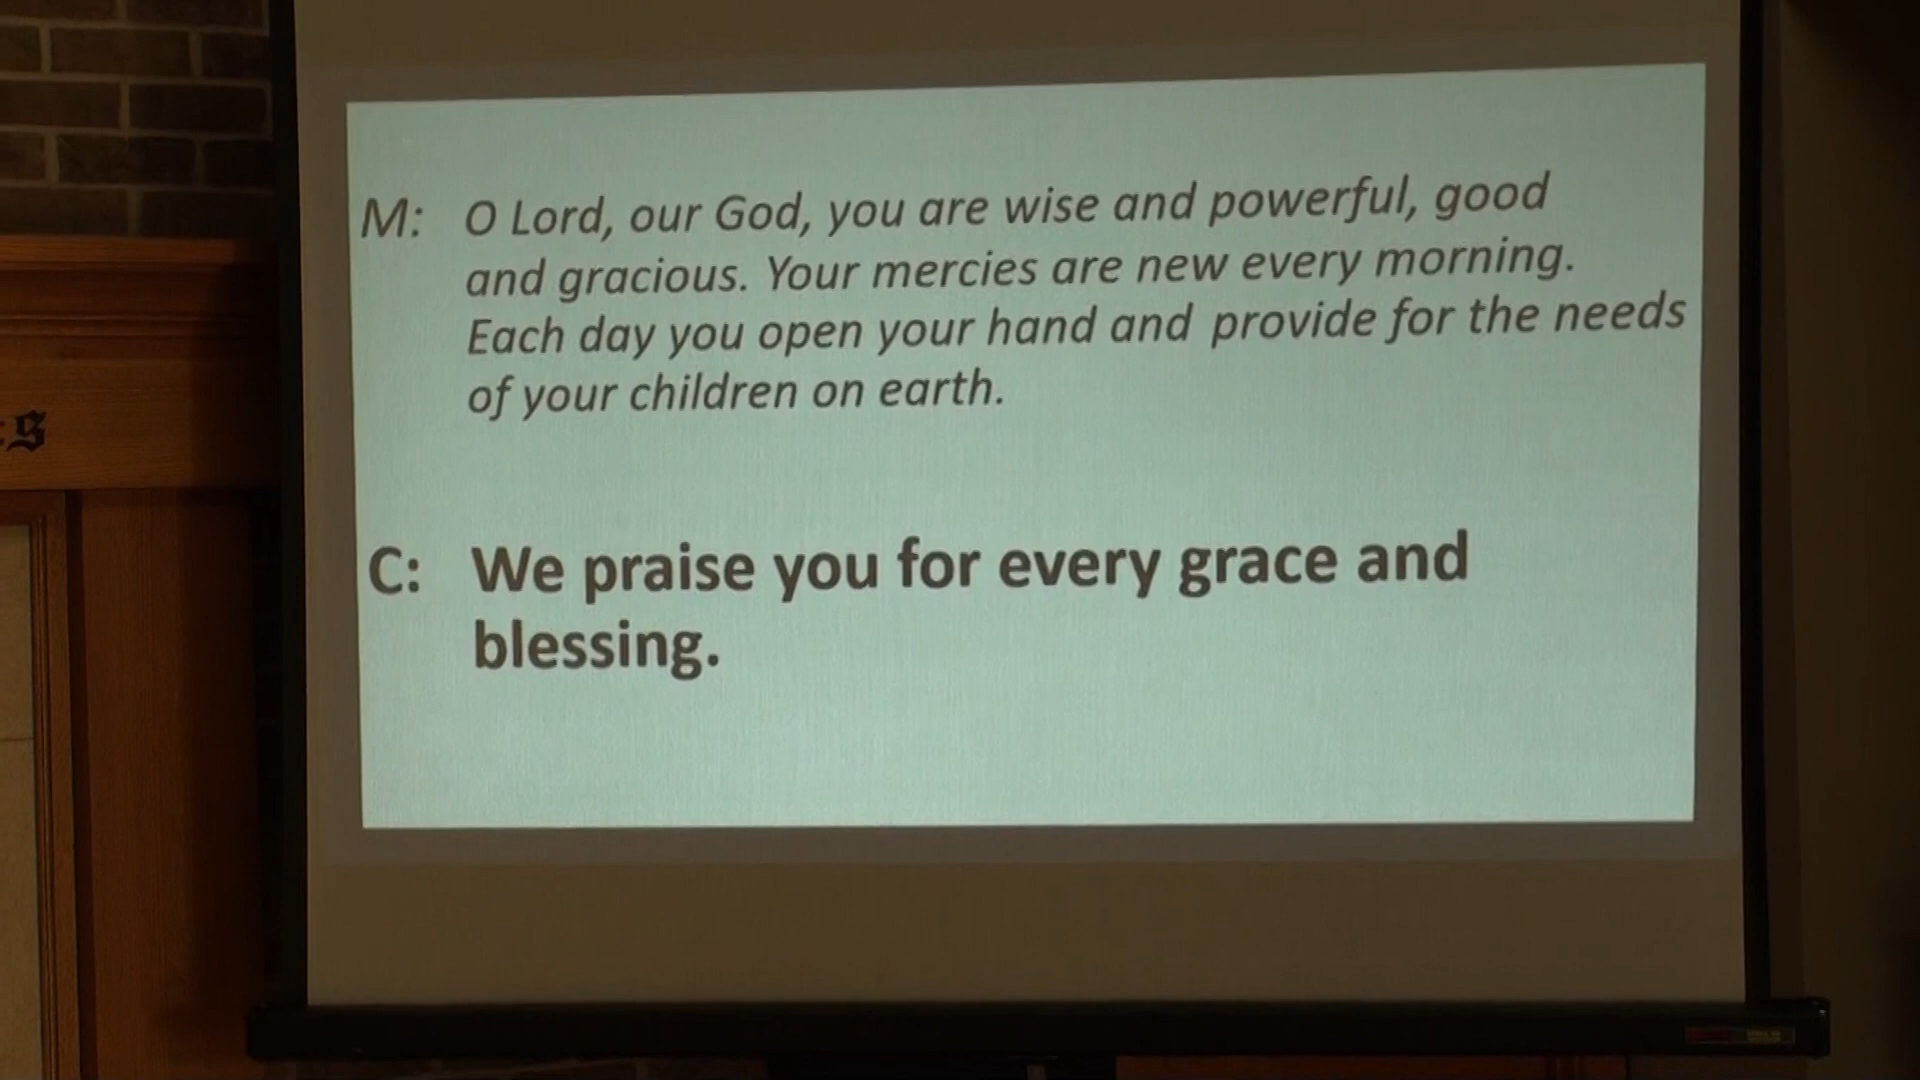 M: O Lord, our God, you are wise and powerful, good
and gracious. Your mercies are new every morning.
Each day you open your hand and provide for the needs
of your children on earth.
C: We praise you for every grace and
blessing.